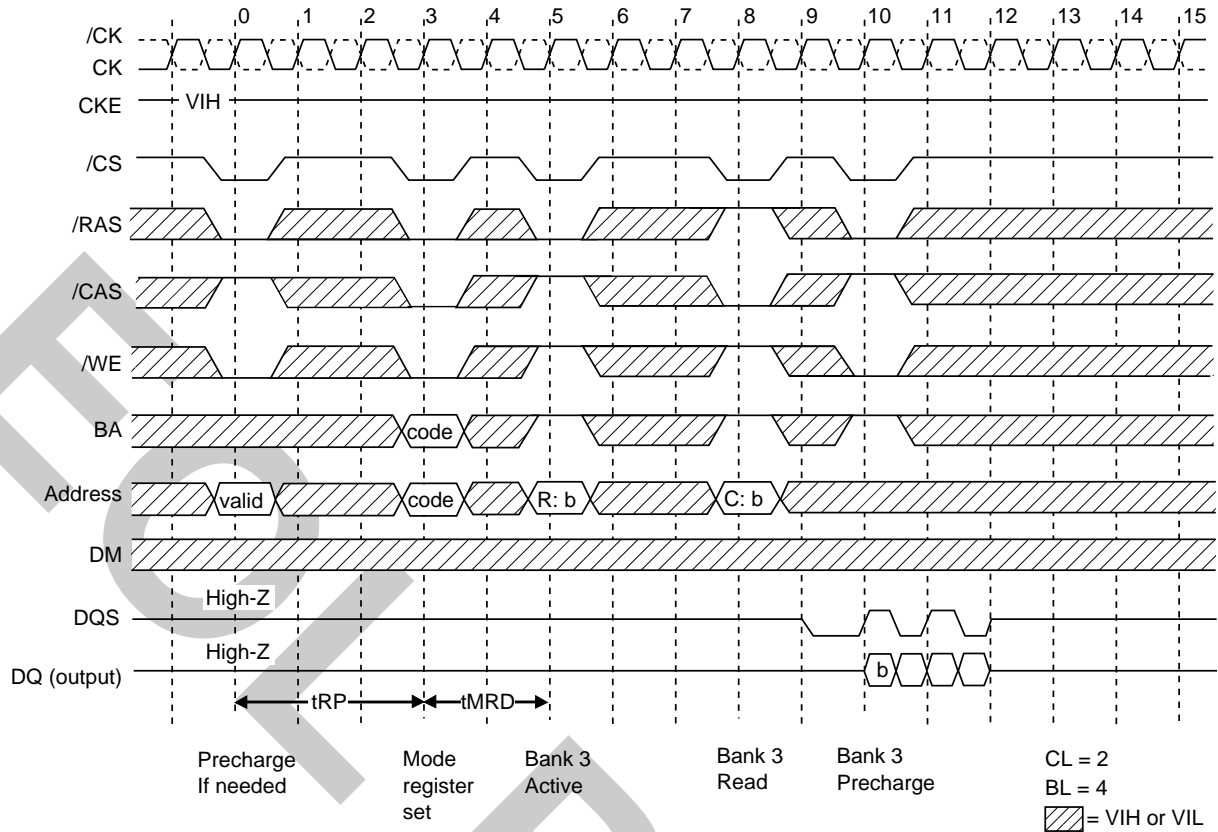 0 1 2 3 4 5 6 7 8 9 10 11 12 13 14 15
/CK
CK
CKE
VIH
/CS
/RAS
/CAS
/WE
BA
code
Address
valid
code
R: b
C: b
DM
High-Z
DQS
High-Z
DQ (output)
b
tRP
tMRD
Precharge
If needed
Mode
register
set
Bank 3
Active
Bank 3
Read
Bank 3
Precharge
CL = 2
BL = 4
= VIH or VIL